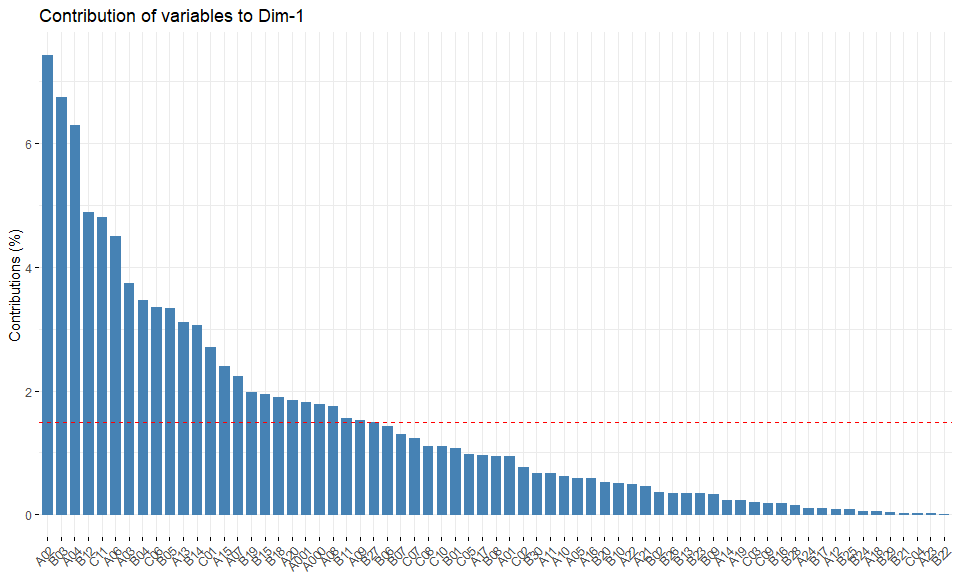 Contribution of variables to Dim-1
Contributions (%)
6
4
2
0
A02 B03 A04 B12 C11 A06 A03 B04 C06 B05 A13 B14 C01 A15 A07 B19 B15 B18 A20 A001 A000 A08 B11 A09 B27 B06 B07 C07 C08 C10 B01 C05 A17 B08 A01 C02 B30 A11 A10 A05 A16 B20 B10 A22 A21 B02 B26 B13 B23 B09 A14 A19 C03 C09 B16 B28 A24 B17 A12 B25 B24 A18 B29 B21 C04 A23 B22